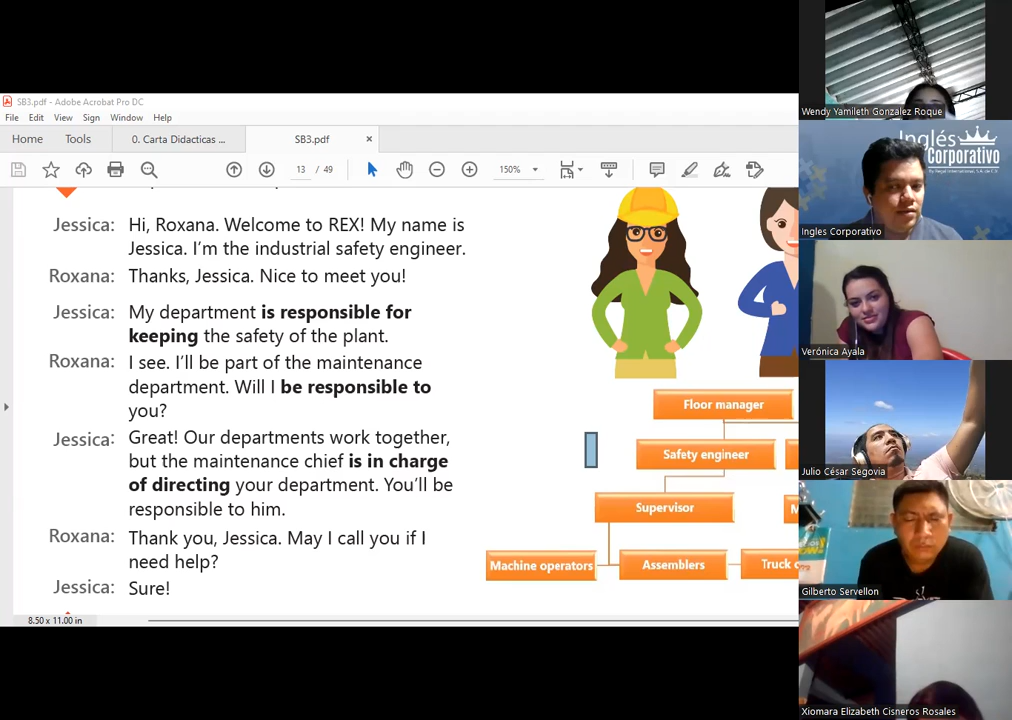 SB3.pdf - Adobe Acrobat Pro DC
File Edit View Sign Window Help
Home Tools 0. Carta Didacticas ... SB3.pdf ×
13 / 49 150%
Jessica: Hi, Roxana. Welcome to REX! My name is
Jessica. I'm the industrial safety engineer.
Roxana: Thanks, Jessica. Nice to meet you!
Jessica: My department is responsible for
keeping the safety of the plant.
Roxana: I see. I'll be part of the maintenance
department. Will I be responsible to
you?
Jessica: Great! Our departments work together,
but the maintenance chief is in charge
of directing your department. You'll be
responsible to him.
Roxana: Thank you, Jessica. May I call you if I
need help?
Jessica: Sure!
8.50 x 11.00 in
Floor manager
Safety engineer
Supervisor
Machine operators Assemblers Truck
Wendy Yamileth Gonzalez Roque
Inglés
Corporativo
By Regal International, S.A. de C.V.
Ingles Corporativo
Verónica Ayala
Julio César Segovia
Gilberto Servellon
Xiomara Elizabeth Cisneros Rosales